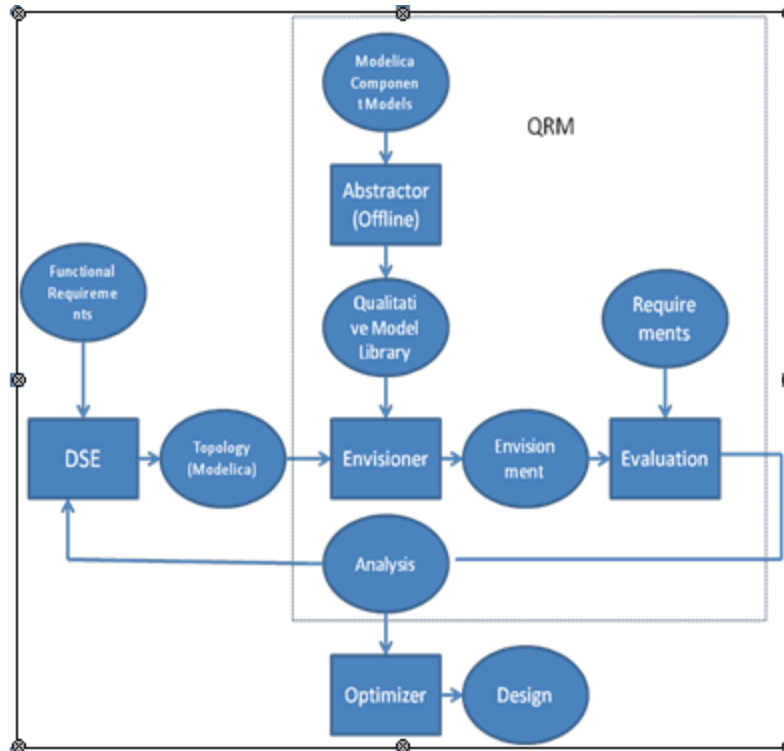 Modelica
Componen
t Models
QRM
Abstractor
(Offline)
Functional
Requireme
nts
Qualitati
ve Model
Library
Require
ments
DSE
Topology
(Modelica)
Envisioner
Envision
ment
Evaluation
Analysis
Optimizer
Design